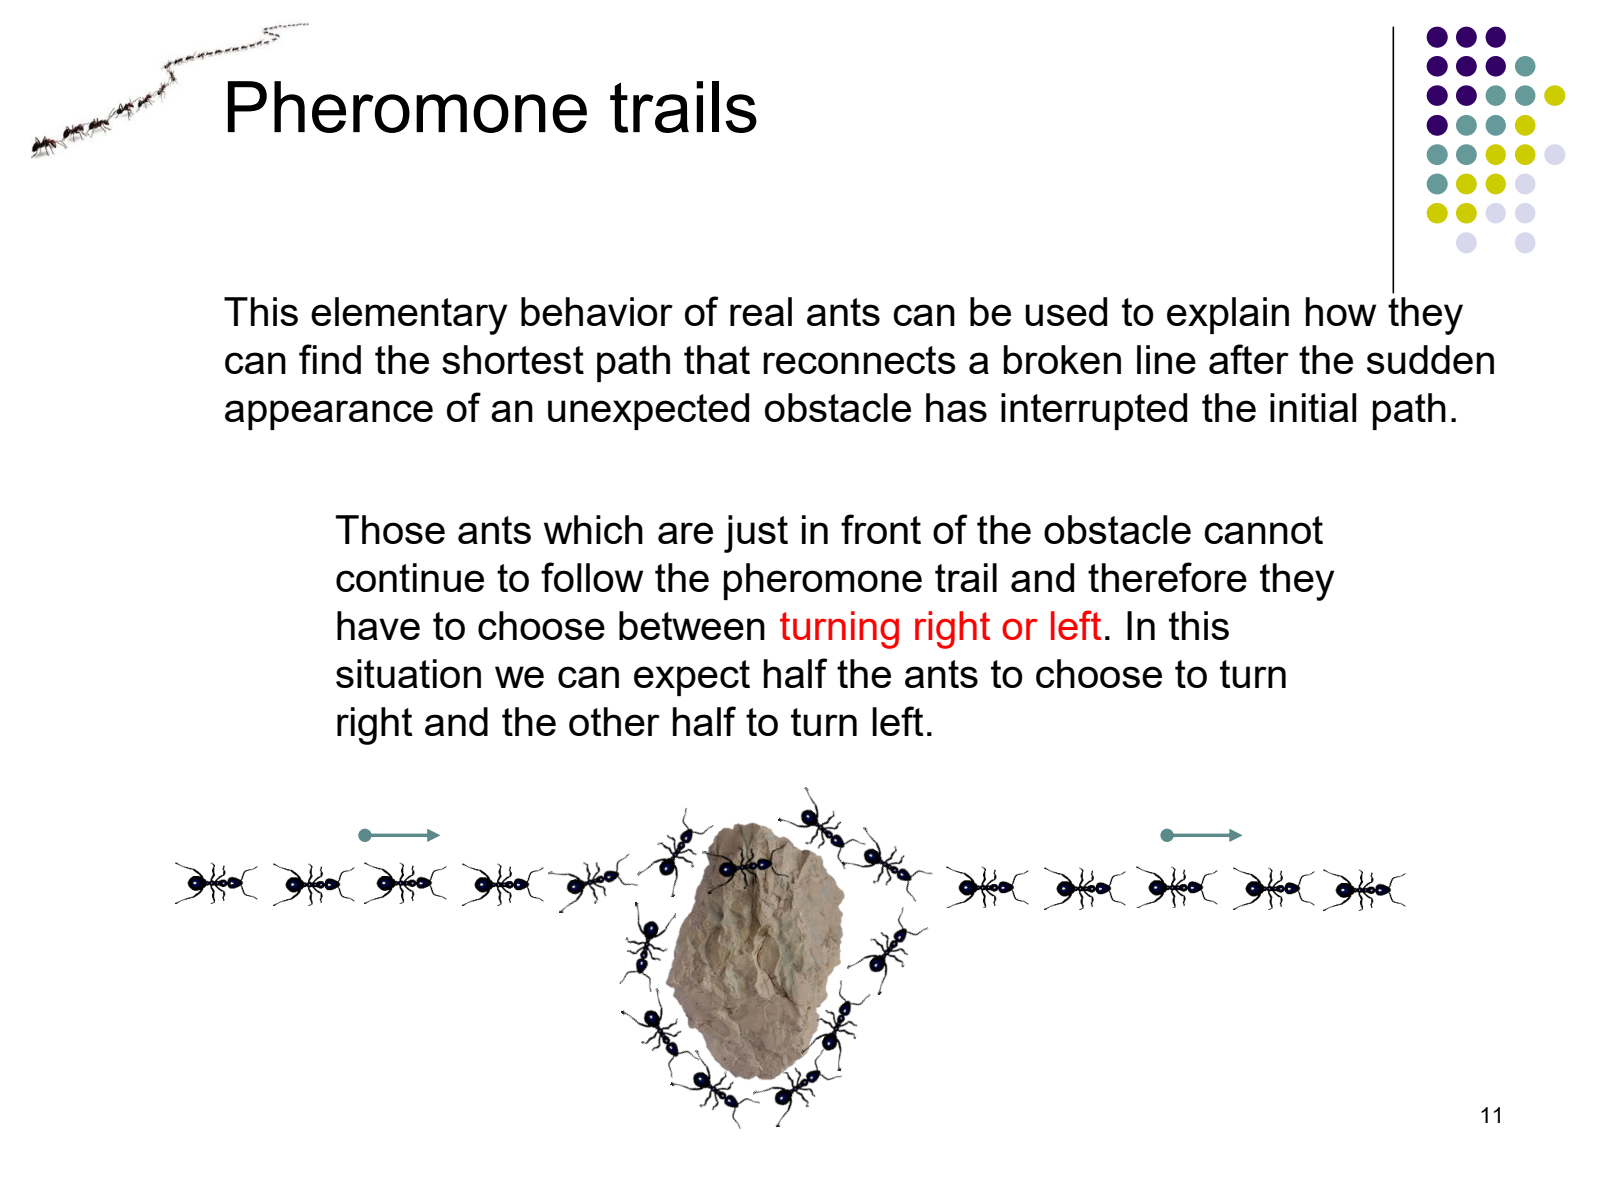 Pheromone trails
This elementary behavior of real ants can be used to explain how they
can find the shortest path that reconnects a broken line after the sudden
appearance of an unexpected obstacle has interrupted the initial path.
Those ants which are just in front of the obstacle cannot
continue to follow the pheromone trail and therefore they
have to choose between turning right or left. In this
situation we can expect half the ants to choose to turn
right and the other half to turn left.
11